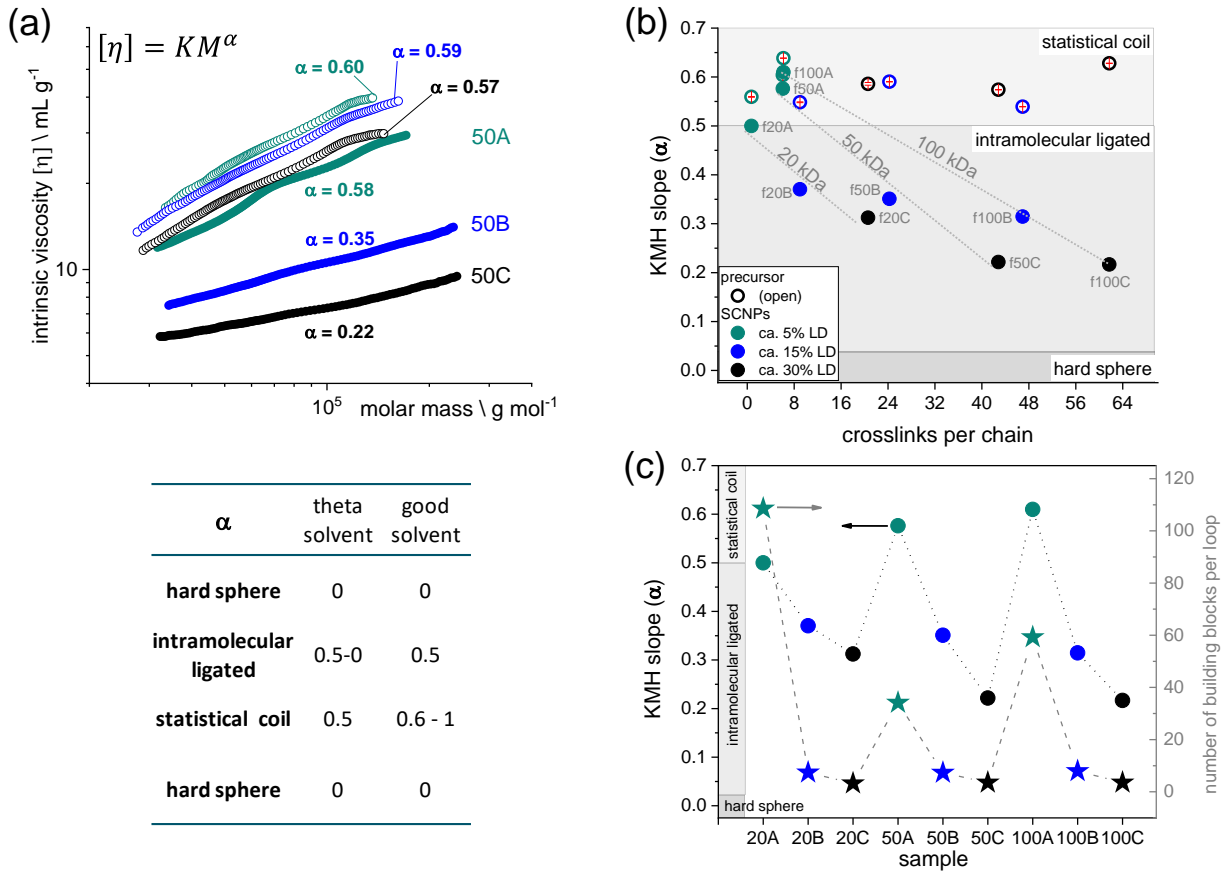 (a)
[η] = KM^α
α = 0.60
α = 0.59
α = 0.57
50A
α = 0.58
50B
α = 0.35
50C
α = 0.22
10
intrinsic viscosity [η] \ mL g-1
10^5
molar mass \ g mol-1
(b)
0.7
0.6
0.5
0.4
0.3
0.2
0.1
0.0
KMH slope (α)
statistical coil
intramolecular ligated
hard sphere
f100A
f50A
f20A
20 kDa
50 kDa
100 kDa
f20B
f50B
f20C
f100B
f50C
f100C
precursor
(open)
SCNPs
ca. 5% LD
ca. 15% LD
ca. 30% LD
0 8 16 24 32 40 48 56 64
crosslinks per chain
α theta solvent good solvent
hard sphere 0 0
intramolecular ligated 0.5-0 0.5
statistical coil 0.5 0.6 - 1
hard sphere 0 0
(c)
0.7
0.6
0.5
0.4
0.3
0.2
0.1
0.0
KMH slope (α)
statistical coil
intramolecular ligated
hard sphere
120
100
80
60
40
20
0
number of building blocks per loop
20A 20B 20C 50A 50B 50C 100A 100B 100C
sample